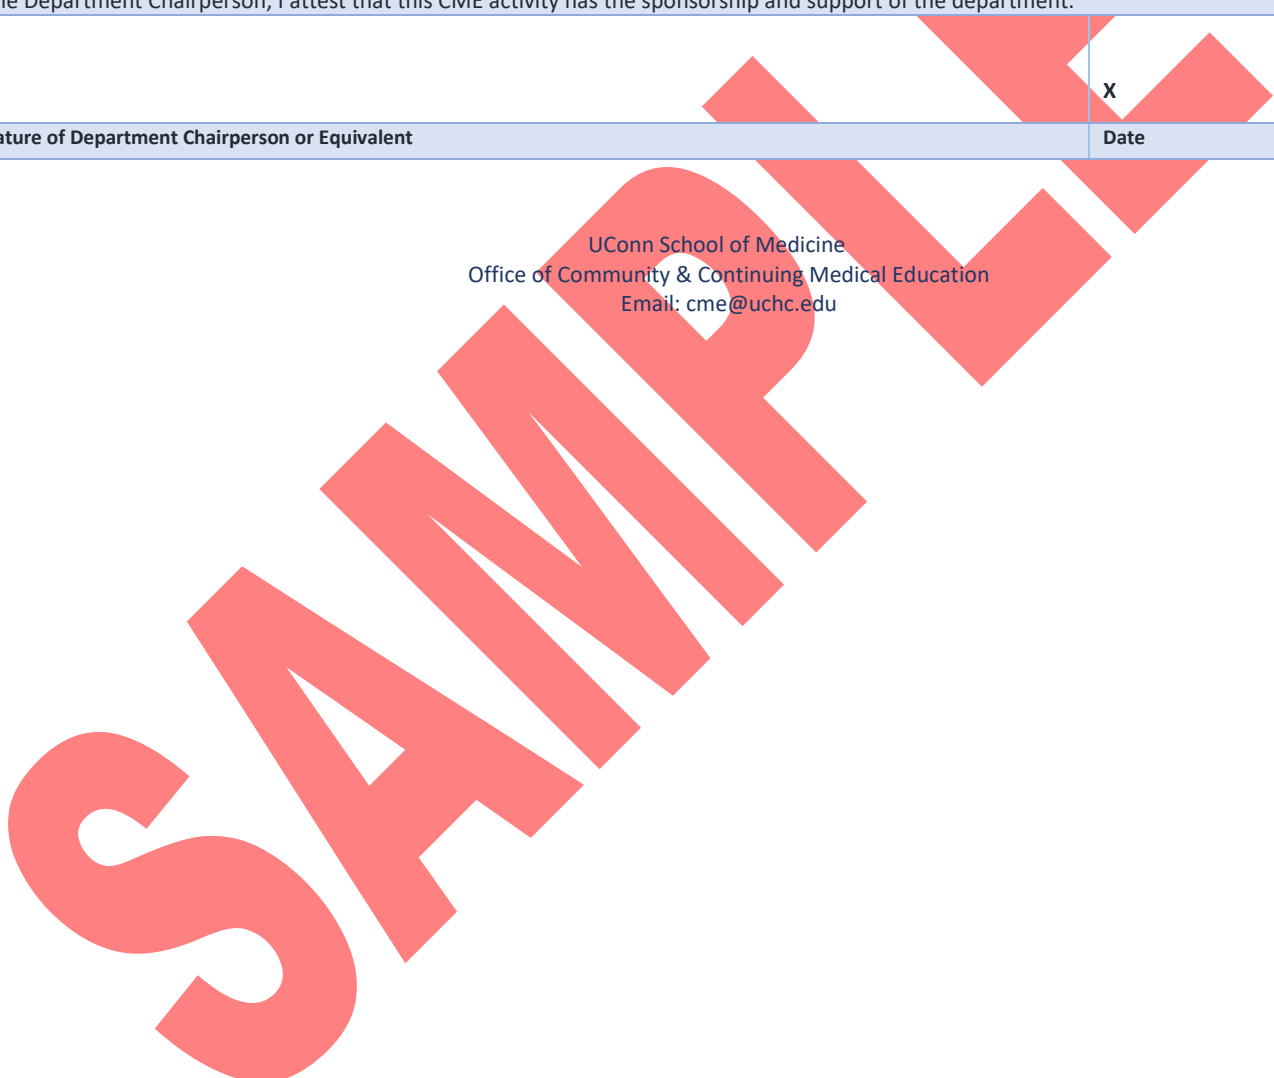 he Department Chairperson, I attest that this CME activity has the sponsorship and support of the department.
X
ature of Department Chairperson or Equivalent
Date
UConn School of Medicine
Office of Community & Continuing Medical Education
Email: cme@uchc.edu
SAMPLE